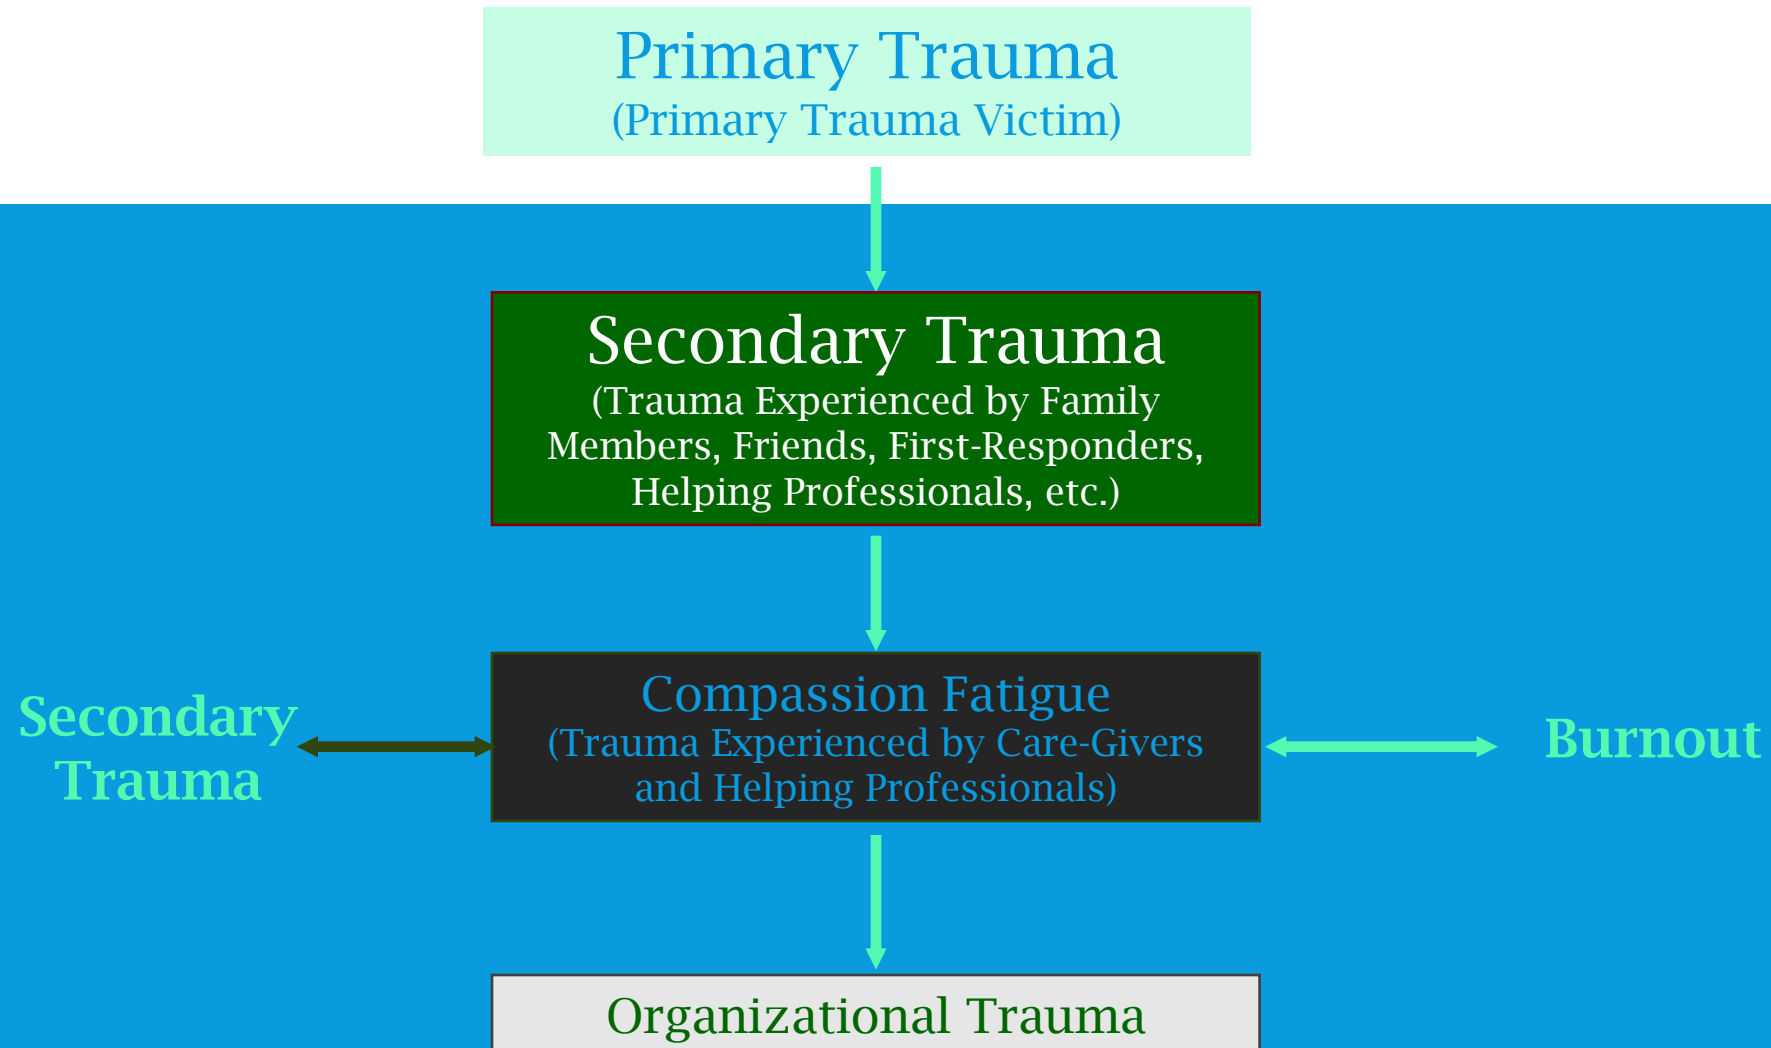 Primary Trauma
(Primary Trauma Victim)
Secondary Trauma
(Trauma Experienced by Family
Members, Friends, First-Responders,
Helping Professionals, etc.)
Secondary
Trauma
Compassion Fatigue
(Trauma Experienced by Care-Givers
and Helping Professionals)
Burnout
Organizational Trauma